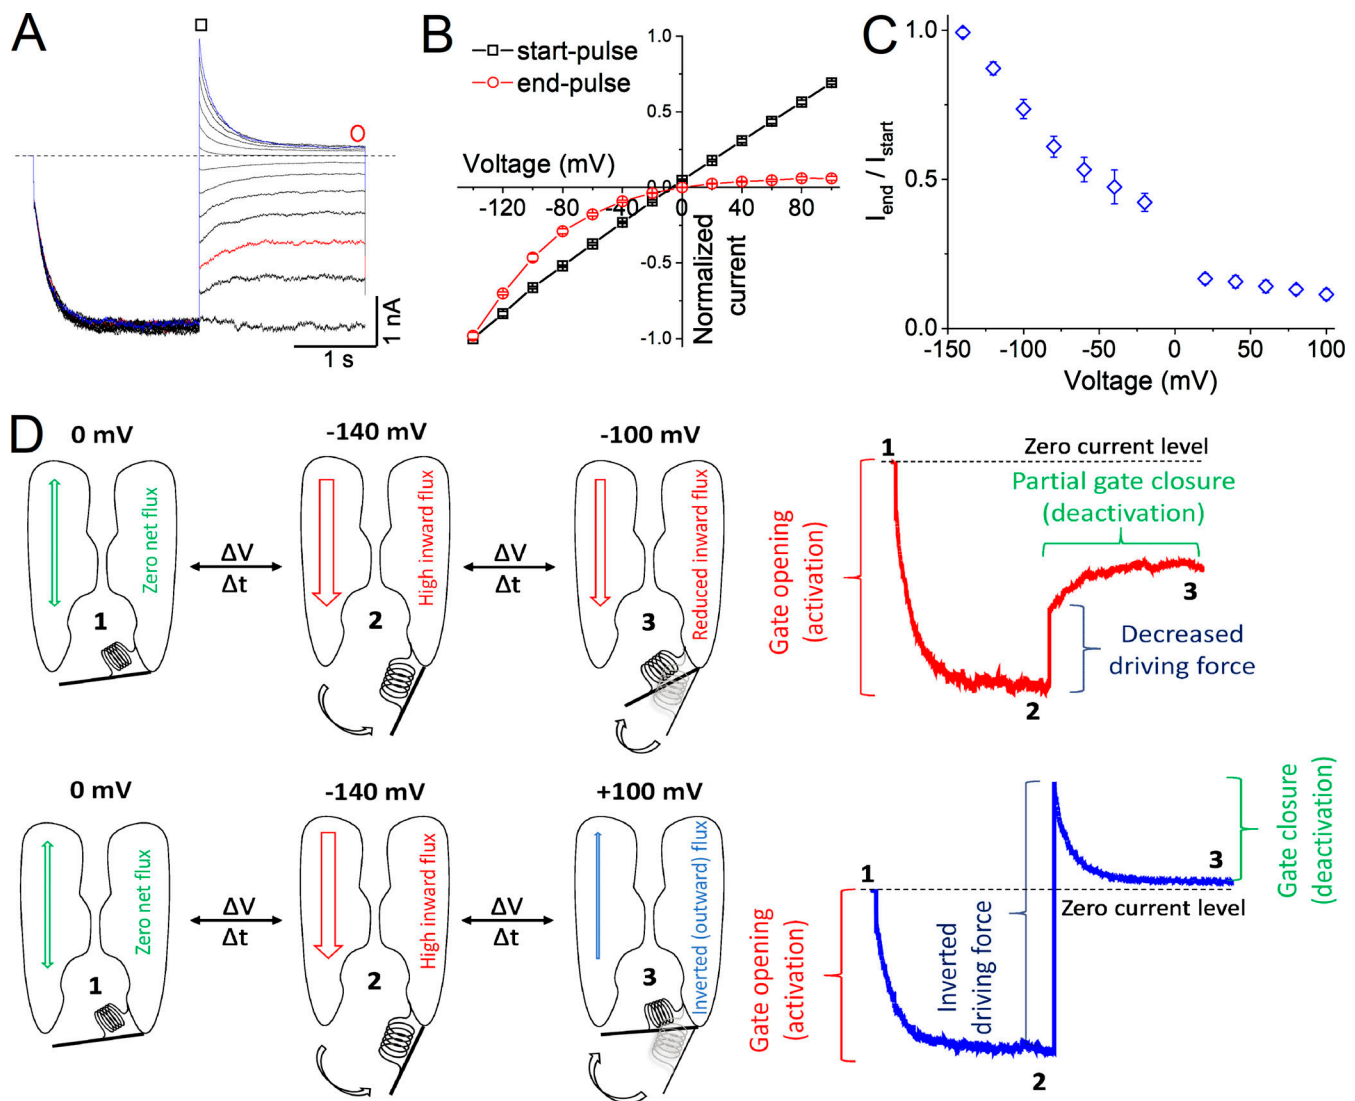 A
1 nA
1 s
B
start-pulse
end-pulse
Voltage (mV)
1.0
0.5
0.0
-0.5
-1.0
-120
-80
-40
0
40
80
Normalized
current
C
I_end / I_start
1.0
0.5
0.0
-150
-100
-50
0
50
100
Voltage (mV)
D
0 mV
-140 mV
-100 mV
Zero net flux
1
ΔV
Δt
High inward flux
2
ΔV
Δt
Reduced inward flux
3
1
Zero current level
Partial gate closure
(deactivation)
Gate opening
(activation)
3
Decreased
driving force
2
0 mV
-140 mV
+100 mV
Zero net flux
1
ΔV
Δt
High inward flux
2
ΔV
Δt
Inverted (outward) flux
3
1
Gate opening
(activation)
Inverted
driving force
3
Zero current level
Gate closure
(deactivation)
2